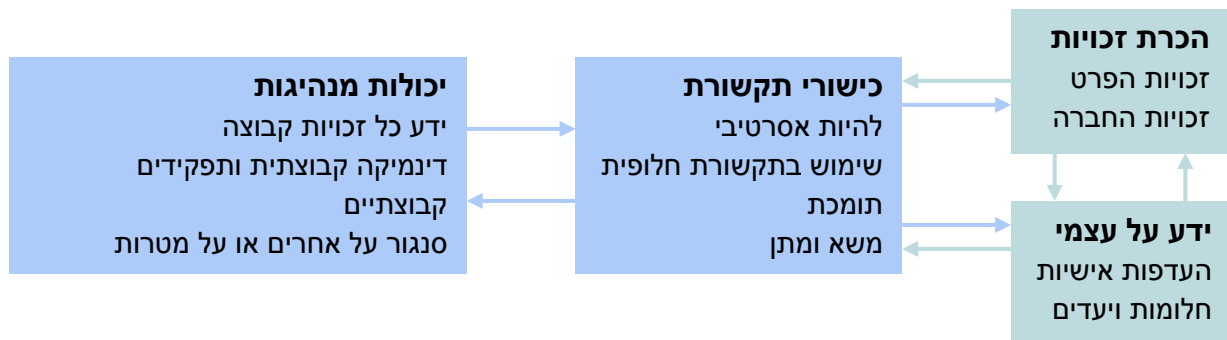 הכרת זכויות
זכויות הפרט
זכויות החברה
ידע על עצמי
העדפות אישיות
חלומות ויעדים
כישורי תקשורת
להיות אסרטיבי
שימוש בתקשורת חלופית
תומכת
משא ומתן
יכולות מנהיגות
ידע כל זכויות קבוצה
דינמיקה קבוצתית ותפקידים
קבוצתיים
סנגור על אחרים או על מטרות